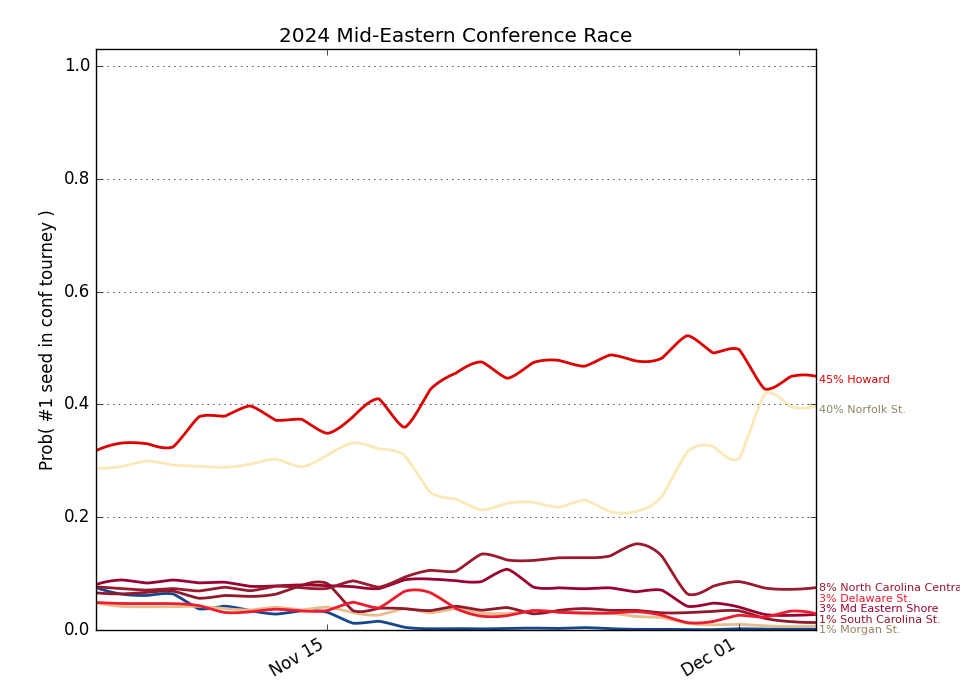 2024 Mid-Eastern Conference Race
Prob( #1 seed in conf tourney )
1.0
0.8
0.6
0.4
0.2
0.0
Nov 15
Dec 01
45% Howard
40% Norfolk St.
8% North Carolina Centra
3% Delaware St.
3% Md Eastern Shore
1% South Carolina St.
1% Morgan St.